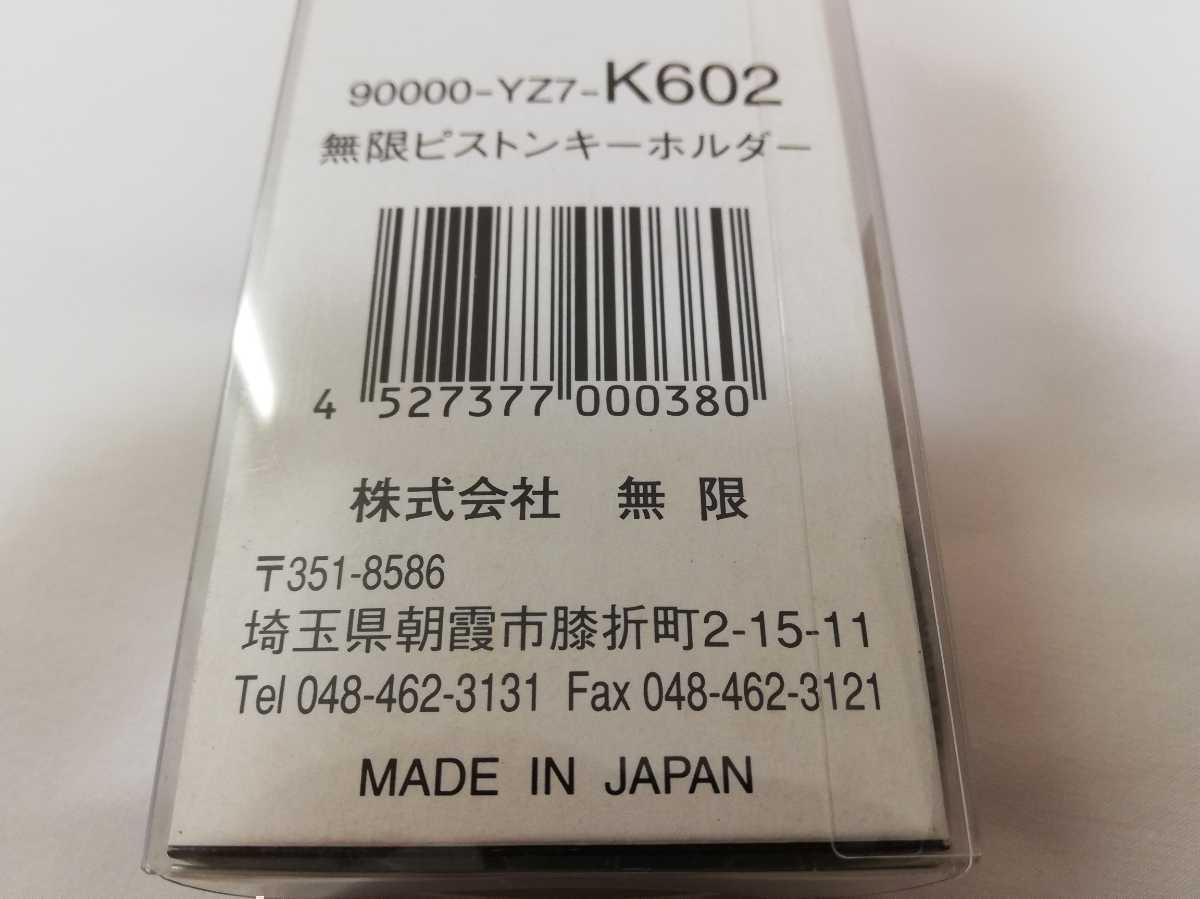 90000-YZ7-K602
無限ピストンキーホルダー
4 527377 000380
株式会社 無 限
〒351-8586
埼玉県朝霞市膝折町2-15-11
Tel 048-462-3131 Fax 048-462-3121
MADE IN JAPAN